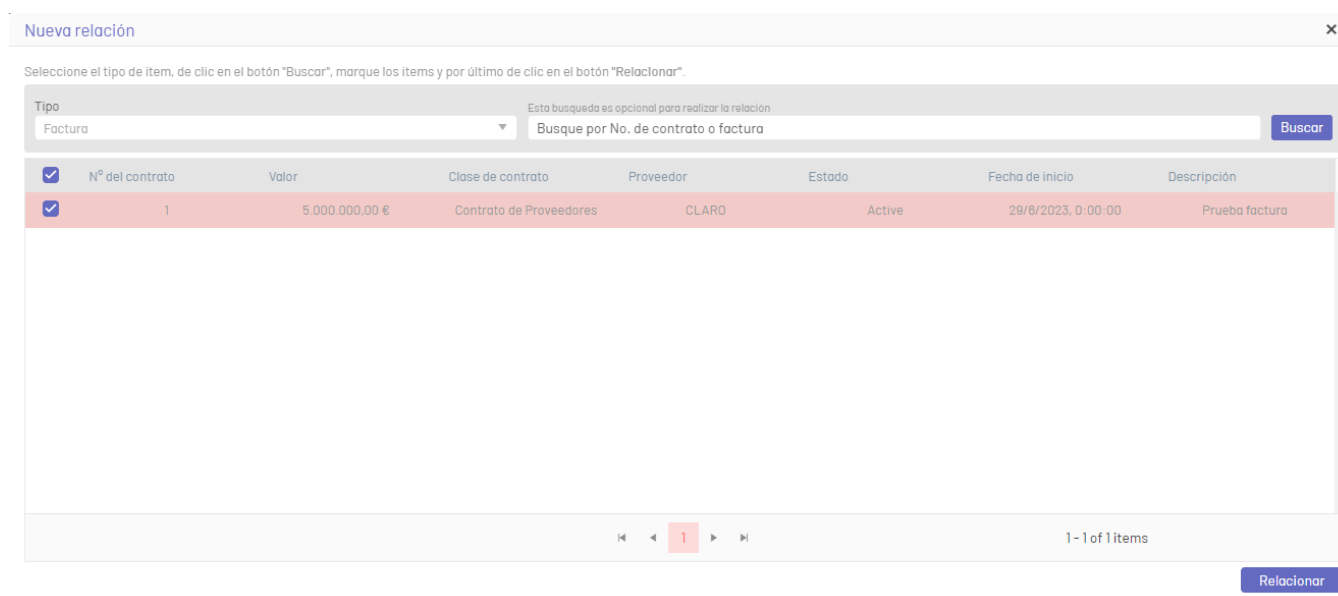 Nueva relación
×
Seleccione el tipo de item, de clic en el botón "Buscar", marque los items y por último de clic en el botón "Relacionar".
Tipo
Esta busqueda es opcional para realizar la relación
Factura
Busque por No. de contrato o factura
Buscar
N° del contrato Valor Clase de contrato Proveedor Estado Fecha de inicio Descripción
1 5.000.000,00 € Contrato de Proveedores CLARO Active 29/6/2023, 0:00:00 Prueba factura
1
1 - 1 of 1 items
Relacionar